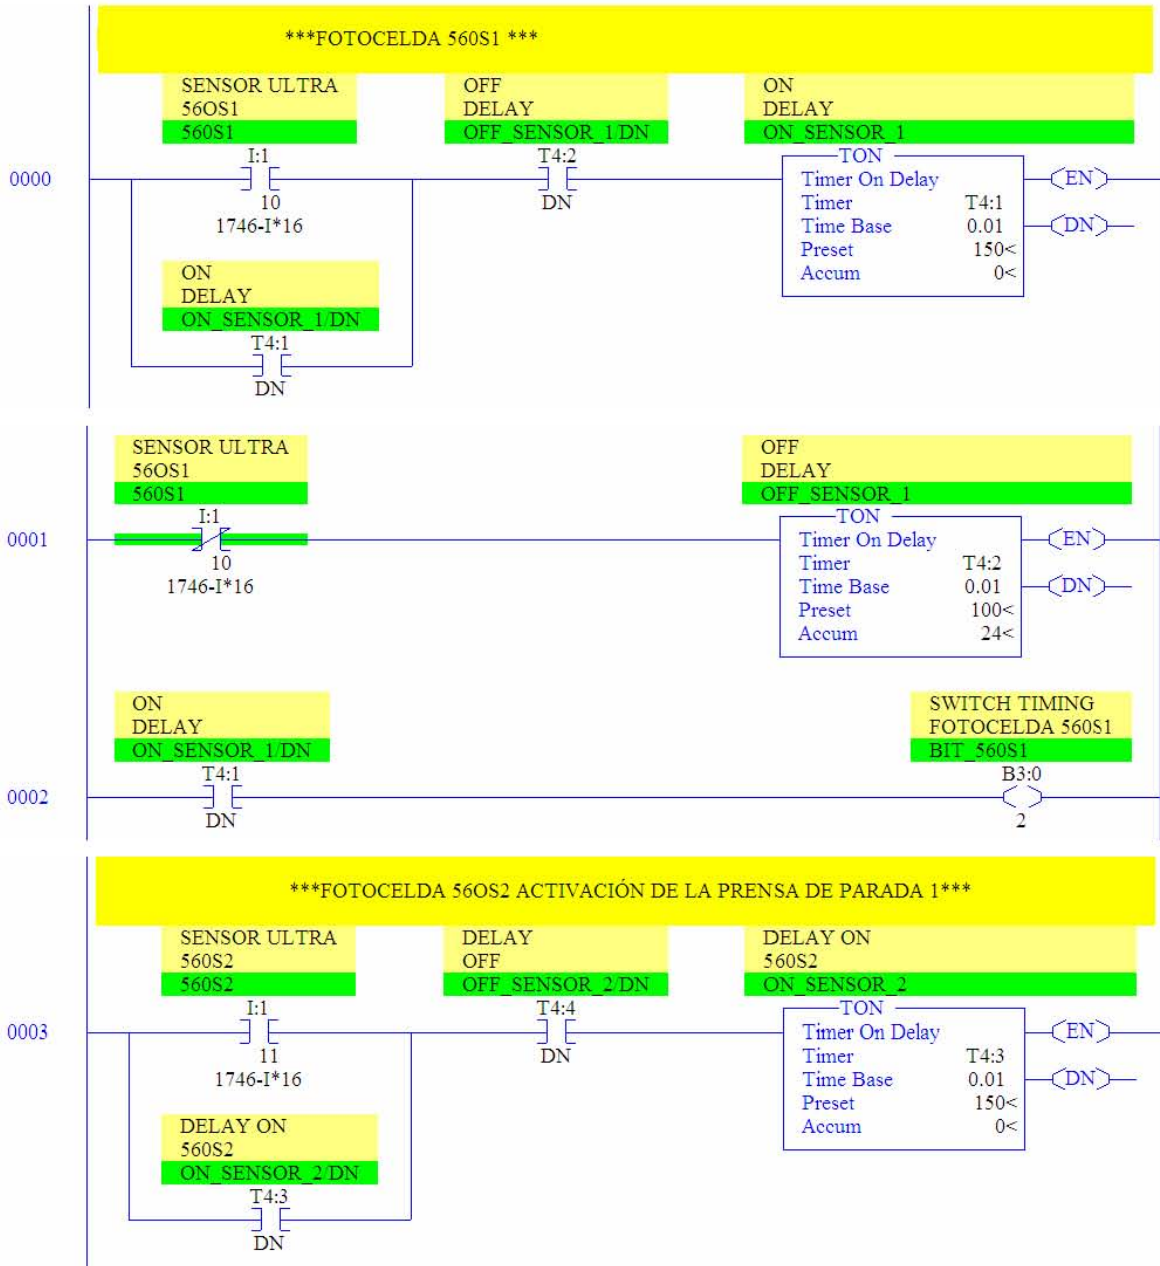 ***FOTOCELDA 560S1 ***
SENSOR ULTRA
56OS1
560S1
OFF
DELAY
OFF_SENSOR_1/DN
ON
DELAY
ON_SENSOR_1
0000
I:1
10
1746-I*16
T4:2
DN
TON
Timer On Delay
Timer T4:1
Time Base 0.01
Preset 150<
Accum 0<
EN
DN
ON
DELAY
ON_SENSOR_1/DN
T4:1
DN
SENSOR ULTRA
56OS1
560S1
OFF
DELAY
OFF_SENSOR_1
0001
I:1
10
1746-I*16
TON
Timer On Delay
Timer T4:2
Time Base 0.01
Preset 100<
Accum 24<
EN
DN
ON
DELAY
ON_SENSOR_1/DN
SWITCH TIMING
FOTOCELDA 560S1
BIT_560S1
0002
T4:1
DN
B3:0
2
***FOTOCELDA 56OS2 ACTIVACIÓN DE LA PRENSA DE PARADA 1***
SENSOR ULTRA
560S2
560S2
DELAY
OFF
OFF_SENSOR_2/DN
DELAY ON
560S2
ON_SENSOR_2
0003
I:1
11
1746-I*16
T4:4
DN
TON
Timer On Delay
Timer T4:3
Time Base 0.01
Preset 150<
Accum 0<
EN
DN
DELAY ON
560S2
ON_SENSOR_2/DN
T4:3
DN